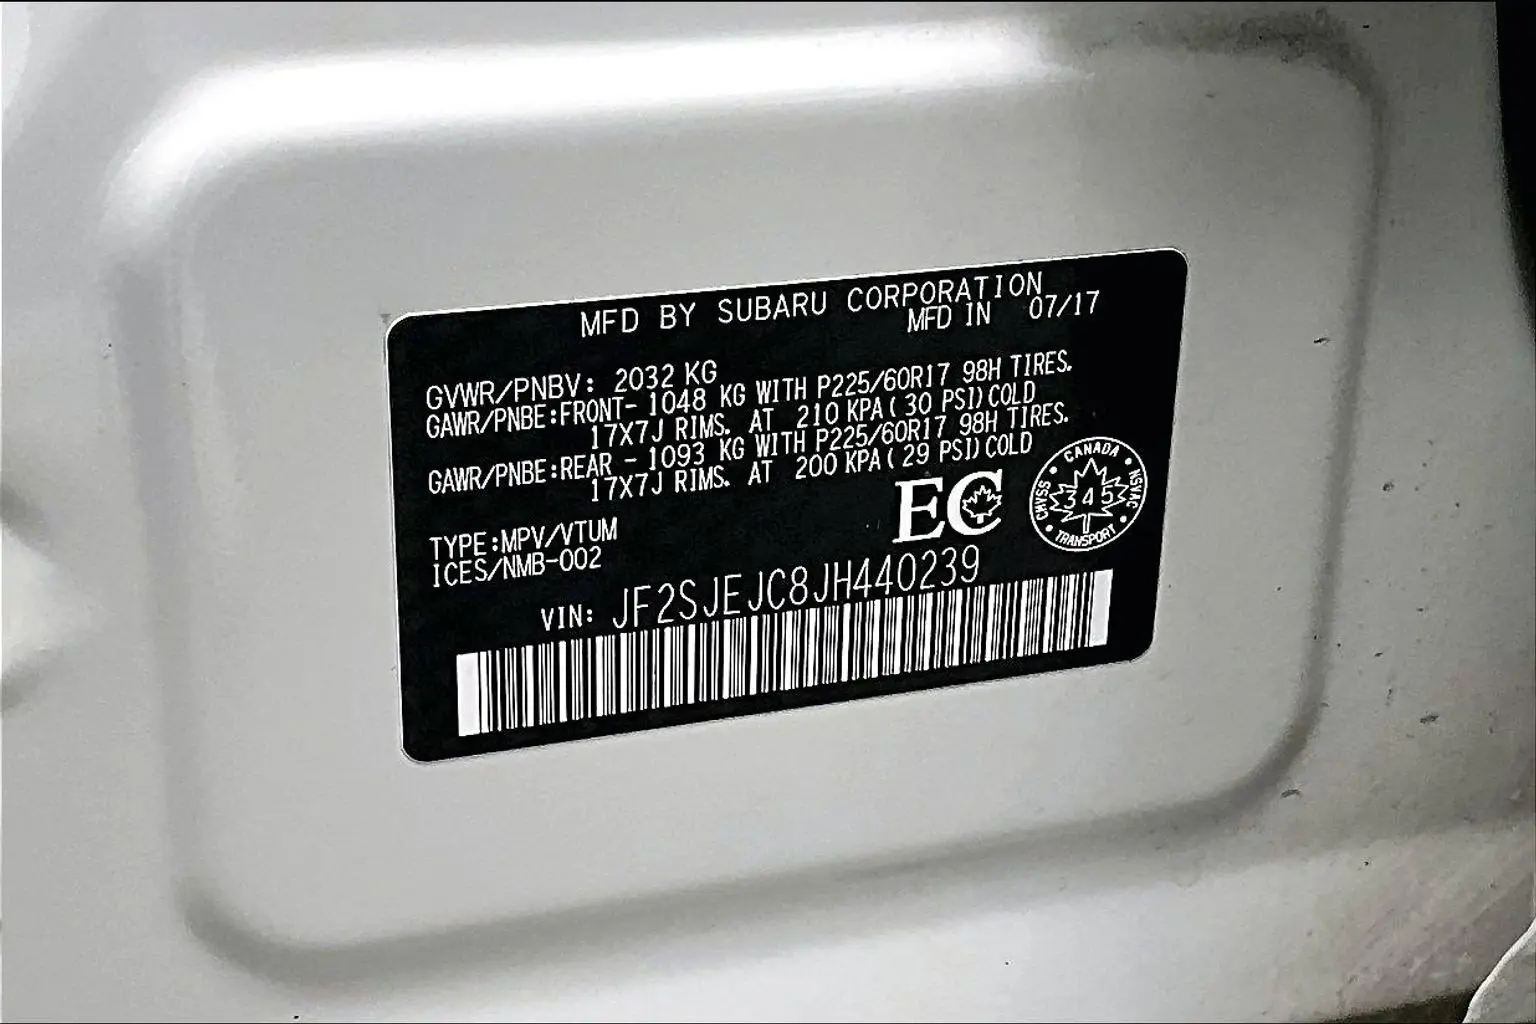 MFD BY SUBARU CORPORATION
MFD IN 07/17
GVWR/PNBV: 2032 KG
GAWR/PNBE:FRONT- 1048 KG WITH P225/60R17 98H TIRES.
17X7J RIMS. AT 210 KPA(30 PSI)COLD
GAWR/PNBE:REAR - 1093 KG WITH P225/60R17 98H TIRES.
17X7J RIMS. AT 200 KPA(29 PSI)COLD
EC
CANADA
CMVSS 345 NSVAC
TRANSPORT
TYPE:MPV/VTUM
ICES/NMB-002
VIN: JF2SJEJC8JH440239